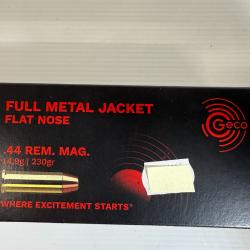 FULL METAL JACKET
FLAT NOSE
Geco
.44 REM. MAG.
14,9g | 230gr
WHERE EXCITEMENT STARTS®